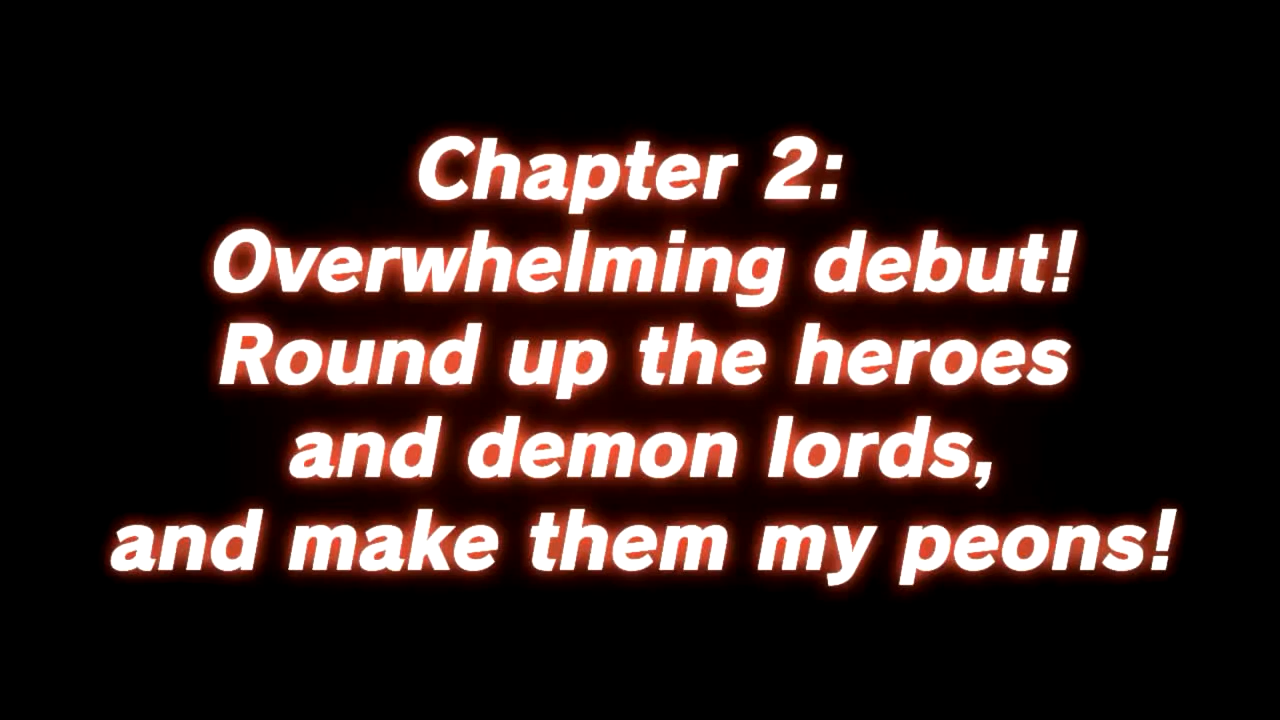 Chapter 2:
Overwhelming debut!
Round up the heroes
and demon lords,
and make them my peons!